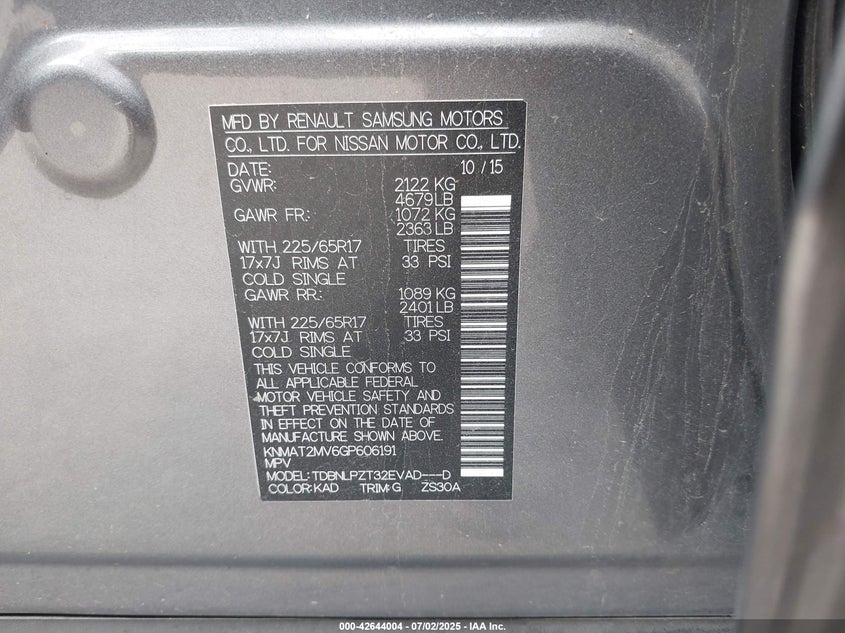 MFD BY RENAULT SAMSUNG MOTORS
CO., LTD. FOR NISSAN MOTOR CO., LTD.
DATE: 10 / 15
GVWR: 2122 KG
4679 LB
GAWR FR: 1072 KG
2363 LB
WITH 225/65R17 TIRES
17x7J RIMS AT 33 PSI
COLD SINGLE
GAWR RR: 1089 KG
2401 LB
WITH 225/65R17 TIRES
17x7J RIMS AT 33 PSI
COLD SINGLE
THIS VEHICLE CONFORMS TO
ALL APPLICABLE FEDERAL
MOTOR VEHICLE SAFETY AND
THEFT PREVENTION STANDARDS
IN EFFECT ON THE DATE OF
MANUFACTURE SHOWN ABOVE.
KNMAT2MV6GP606191
MPV
MODEL: TDBNLPZT32EVAD---D
COLOR: KAD TRIM: G ZS30A
000-42644004 - 07/02/2025 - IAA Inc.